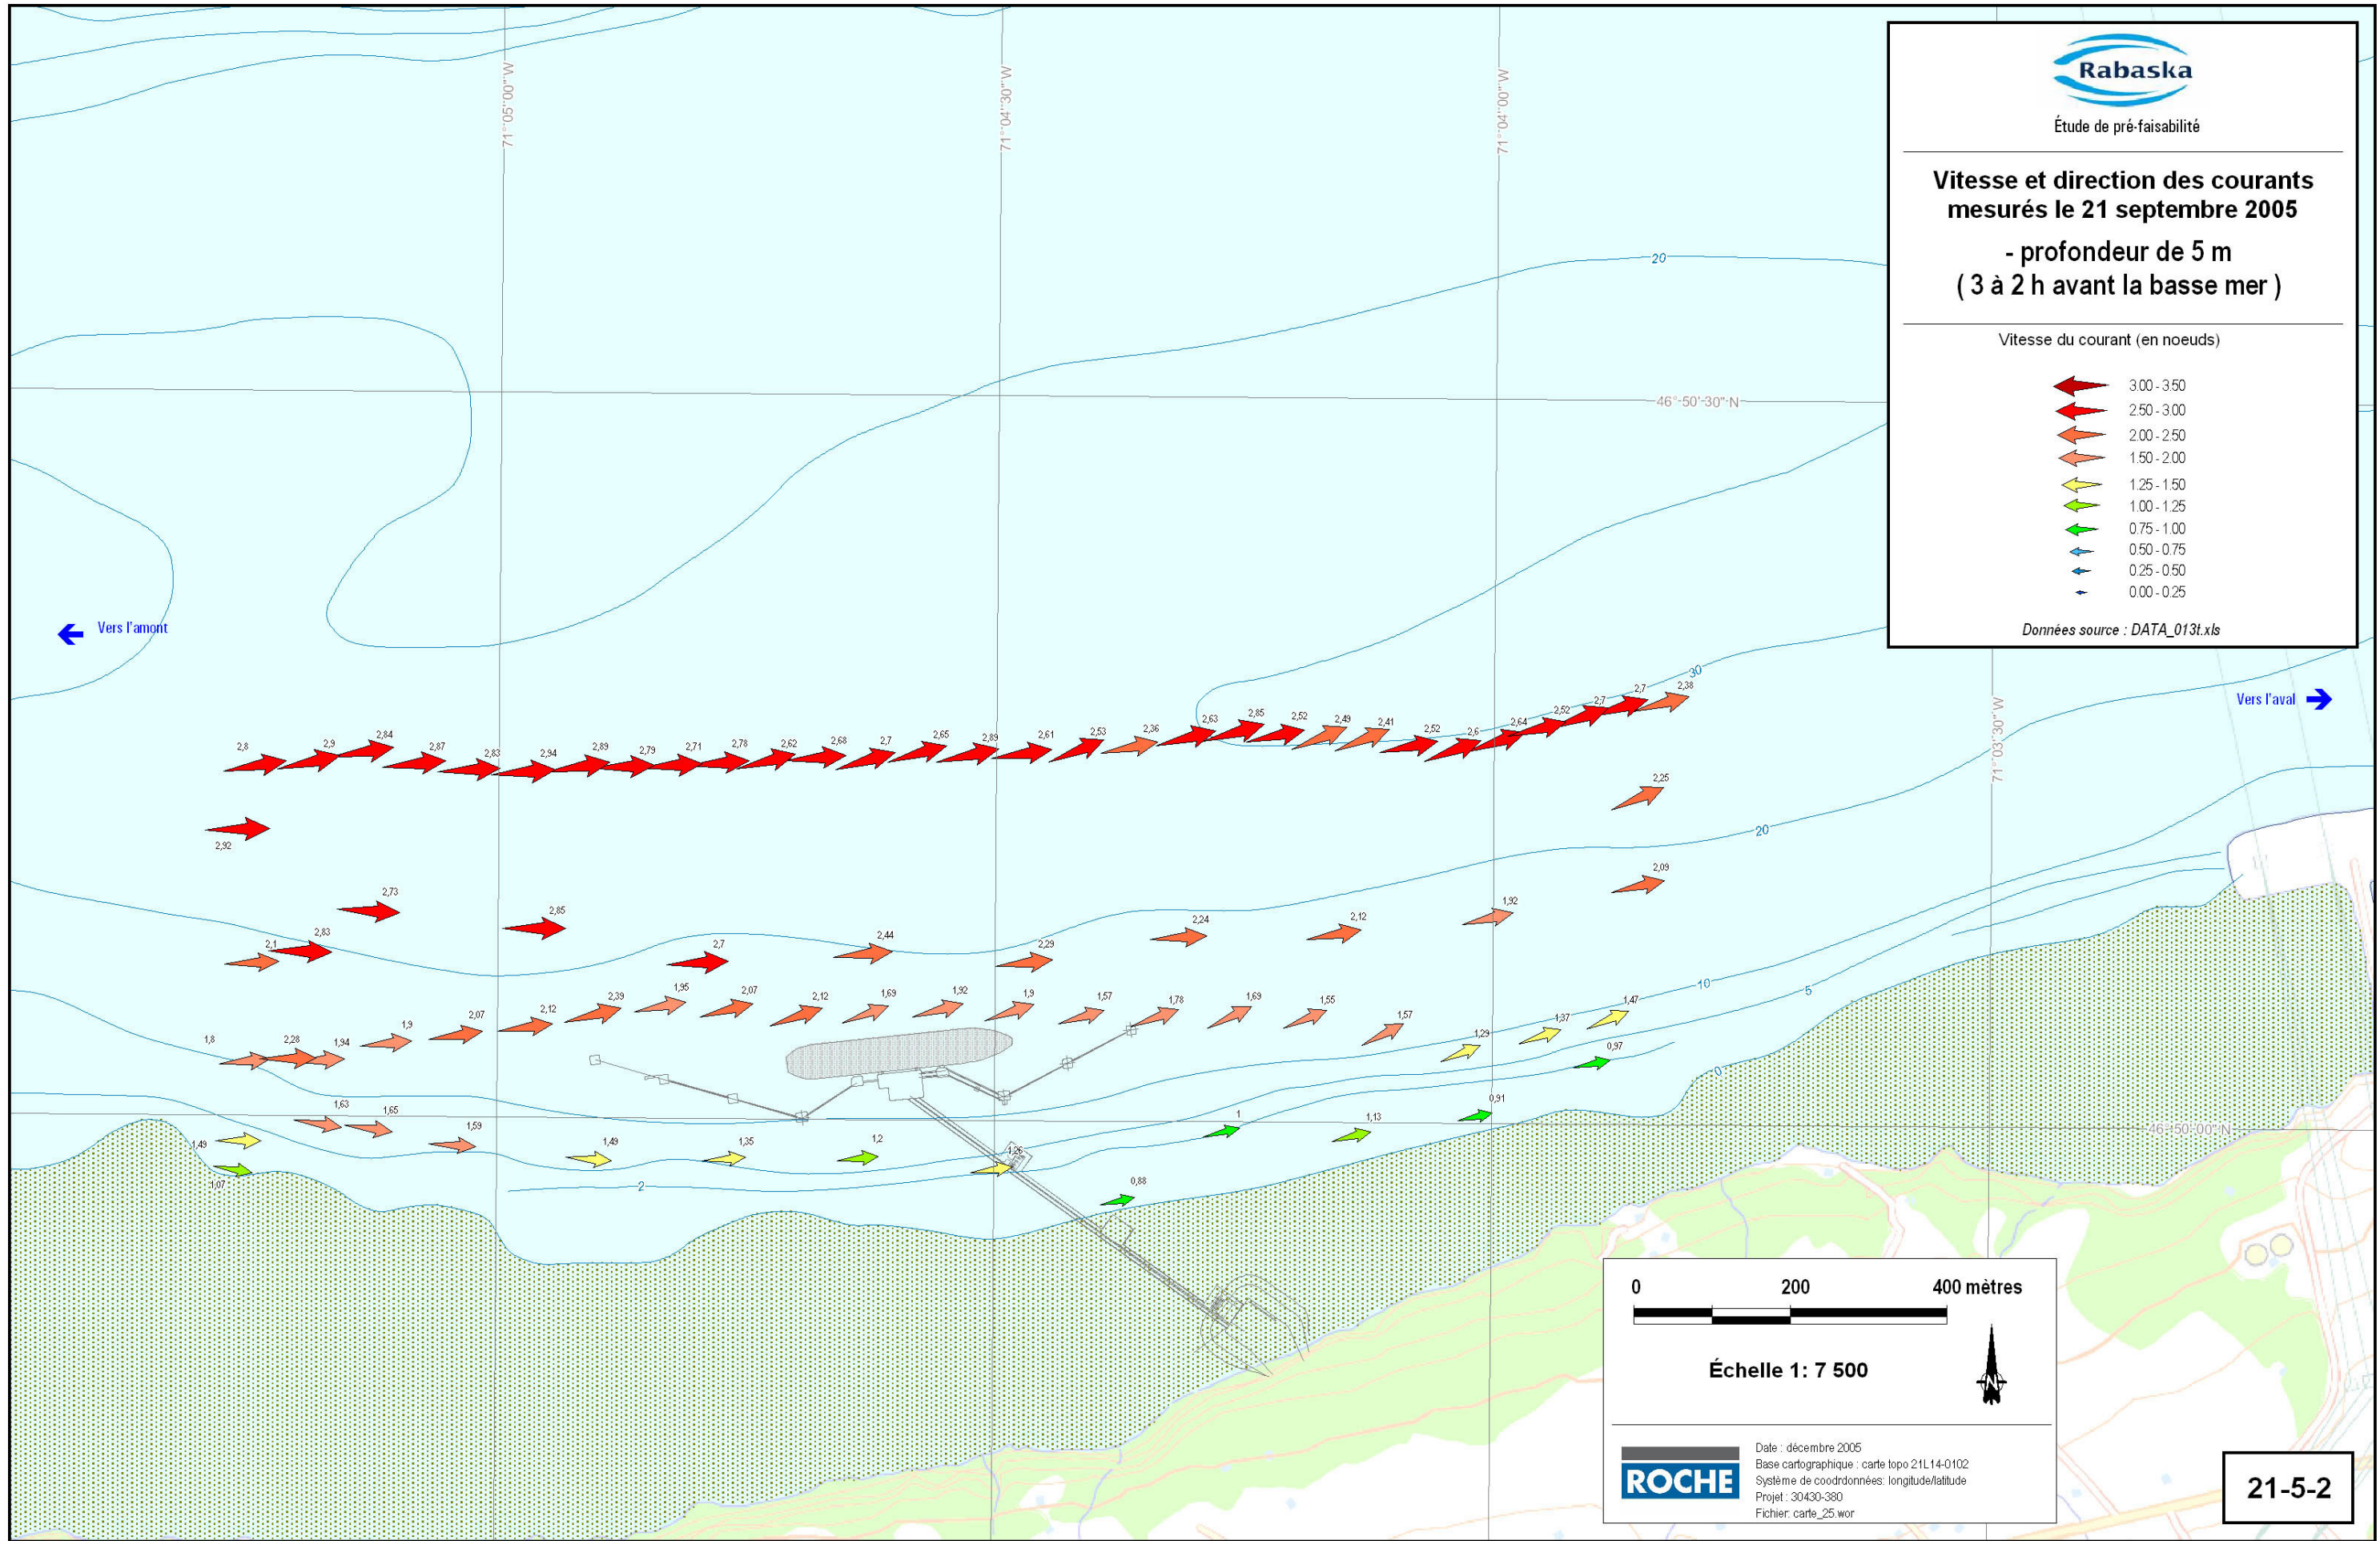 Rabaska
Étude de pré-faisabilité
Vitesse et direction des courants
mesurés le 21 septembre 2005
- profondeur de 5 m
( 3 à 2 h avant la basse mer )
Vitesse du courant (en noeuds)
3.00 - 3.50
2.50 - 3.00
2.00 - 2.50
1.50 - 2.00
1.25 - 1.50
1.00 - 1.25
0.75 - 1.00
0.50 - 0.75
0.25 - 0.50
0.00 - 0.25
Données source : DATA_013t.xls
71°05'00" W
71°04'30" W
71°04'00" W
71°03'30" W
20
46°50'30" N
Vers l'amont
Vers l'aval
30
2,8
2,9
2,84
2,87
2,83
2,94
2,89
2,79
2,71
2,78
2,62
2,68
2,7
2,65
2,89
2,61
2,53
2,36
2,63
2,85
2,52
2,49
2,41
2,52
2,6
2,64
2,52
2,7
2,7
2,38
2,25
2,92
20
2,09
2,73
2,85
2,1
2,83
2,7
2,44
2,29
2,24
2,12
1,92
10
5
1,8
2,28
1,94
1,9
2,07
2,12
2,39
1,95
2,07
2,12
1,69
1,92
1,9
1,57
1,78
1,69
1,55
1,57
1,29
1,37
1,47
0,97
0
1,63
1,65
1,59
1,49
1,07
1,49
1,35
1,2
1,26
0,88
1
1,13
0,91
2
46°50'00" N
0 200 400 mètres
Échelle 1: 7 500
N
ROCHE
Date : décembre 2005
Base cartographique : carte topo 21L14-0102
Système de coodrdonnées: longitude/latitude
Projet : 30430-380
Fichier: carte_25.wor
21-5-2